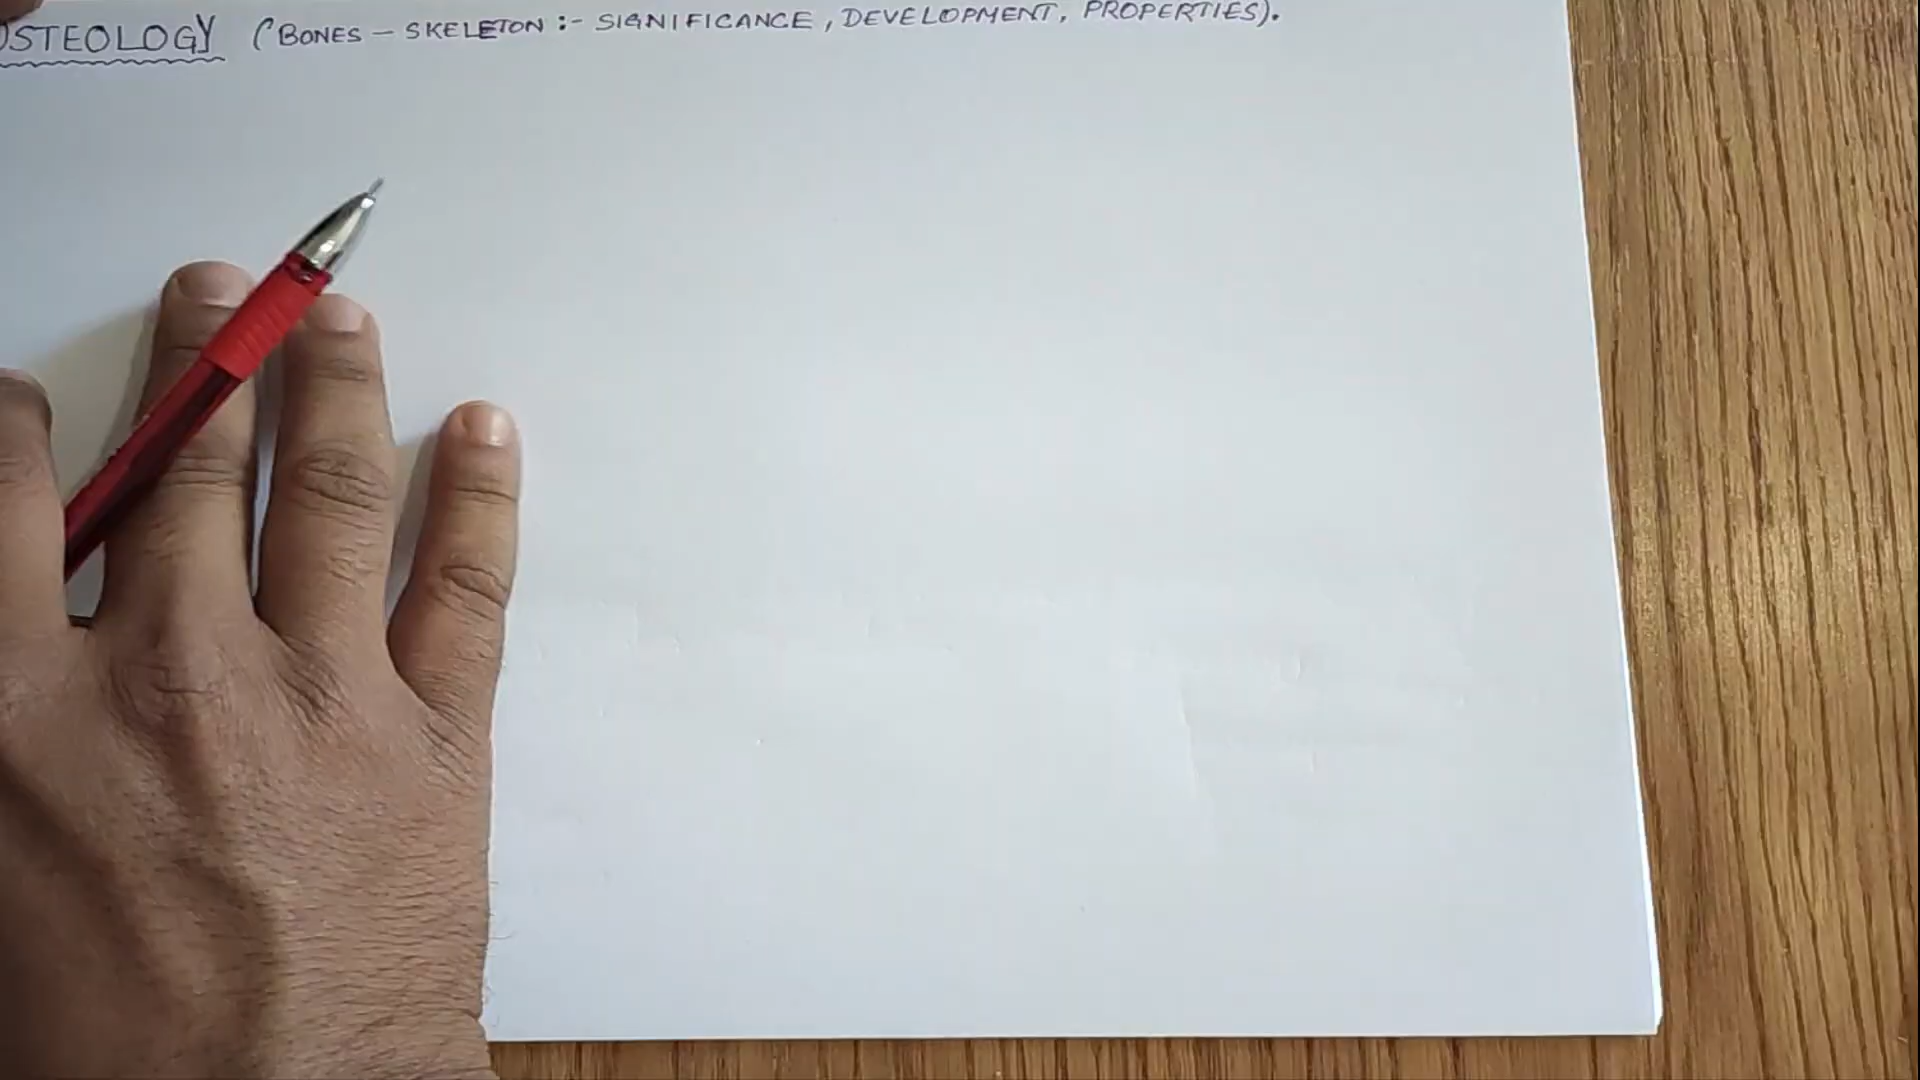 OSTEOLOGY (BONES – SKELETON :- SIGNIFICANCE, DEVELOPMENT, PROPERTIES).